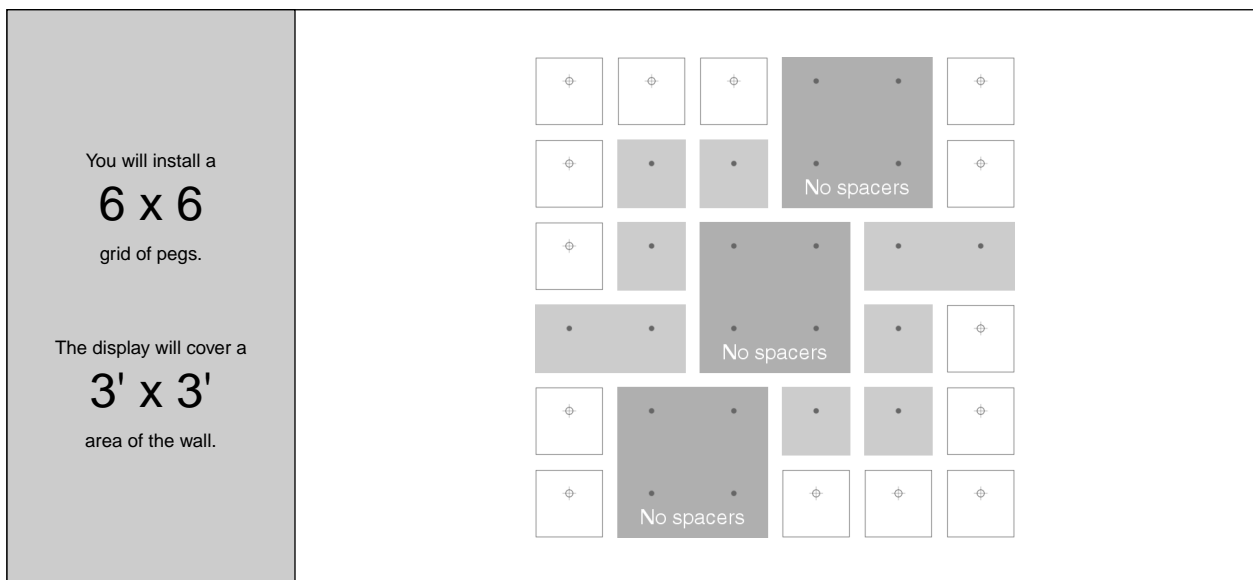 You will install a
6 x 6
grid of pegs.
The display will cover a
3' x 3'
area of the wall.
No spacers
No spacers
No spacers